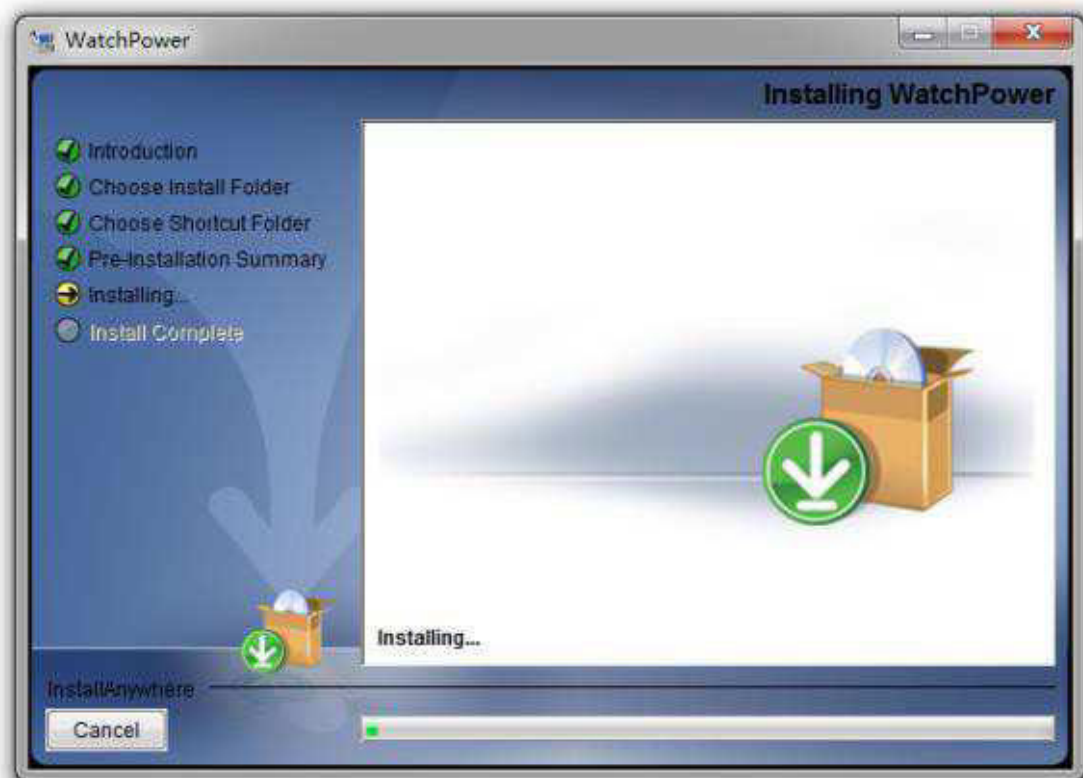 WatchPower
Installing WatchPower
Introduction
Choose Install Folder
Choose Shortcut Folder
Pre-Installation Summary
Installing...
Install Complete
Installing...
InstallAnywhere
Cancel